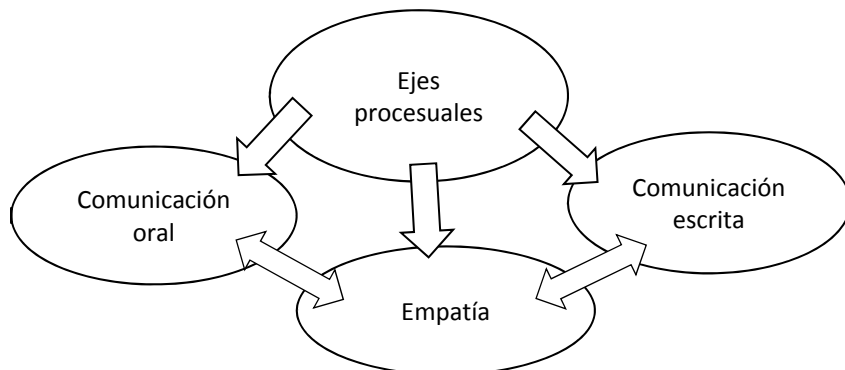 Ejes
procesuales
Comunicación
oral
Comunicación
escrita
Empatía